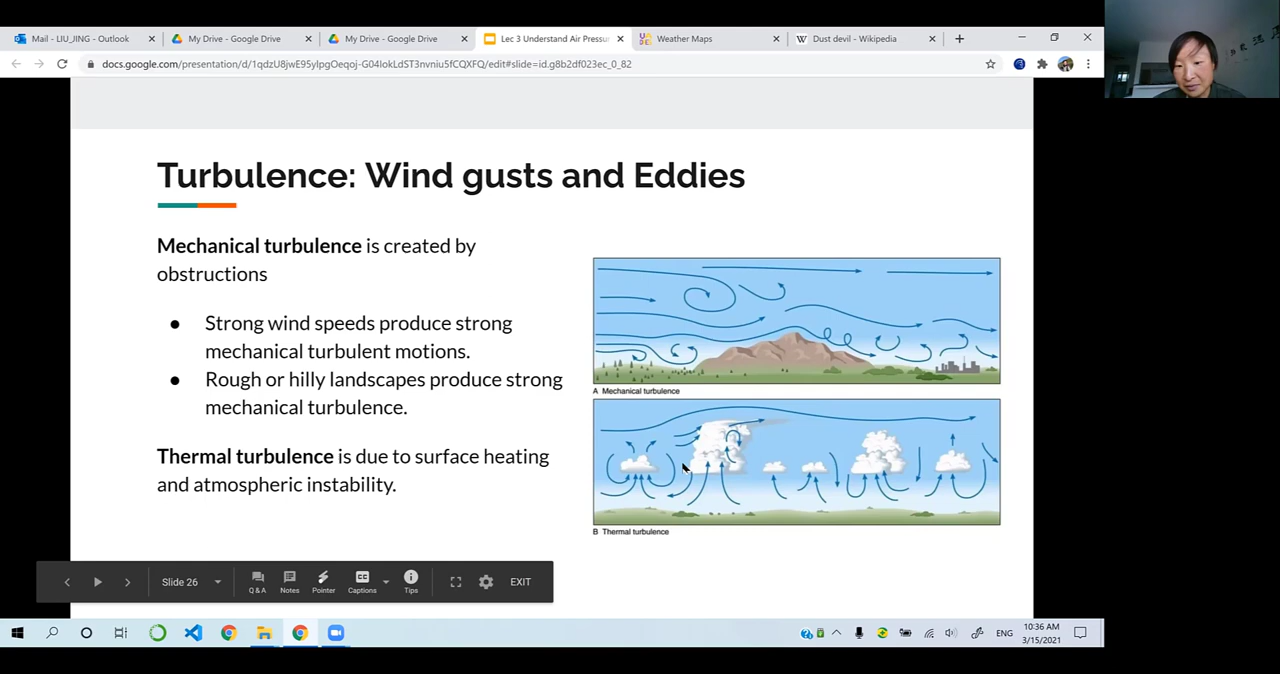 Mail - LIU_JING - Outlook
My Drive - Google Drive
My Drive - Google Drive
Lec 3 Understand Air Pressu
Weather Maps
Dust devil - Wikipedia
docs.google.com/presentation/d/1qdzU8jwE95ylpgOeqoj-G04lokLdST3nvniu5fCQXFQ/edit#slide=id.g8b2df023ec_0_82
Turbulence: Wind gusts and Eddies
Mechanical turbulence is created by
obstructions
● Strong wind speeds produce strong
mechanical turbulent motions.
● Rough or hilly landscapes produce strong
mechanical turbulence.
Thermal turbulence is due to surface heating
and atmospheric instability.
A Mechanical turbulence
B Thermal turbulence
Slide 26
Q & A
Notes
Pointer
CC
Captions
Tips
EXIT
ENG
10:36 AM
3/15/2021